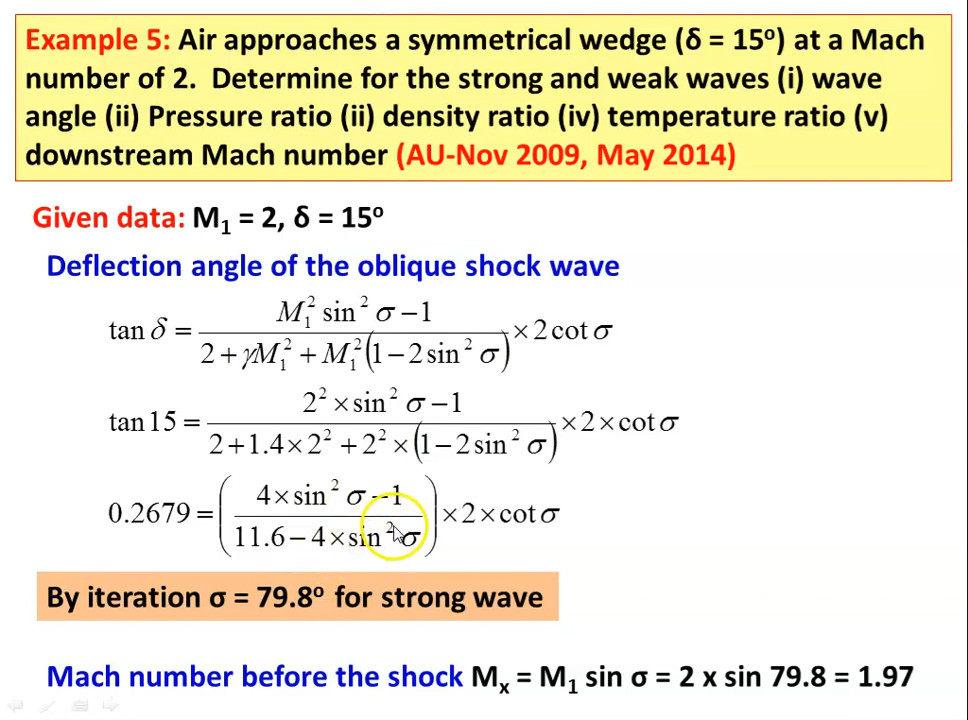 Example 5: Air approaches a symmetrical wedge (δ = 15°) at a Mach
number of 2. Determine for the strong and weak waves (i) wave
angle (ii) Pressure ratio (ii) density ratio (iv) temperature ratio (v)
downstream Mach number (AU-Nov 2009, May 2014)
Given data: M₁ = 2, δ = 15°
Deflection angle of the oblique shock wave
tan δ = (M₁² sin² σ − 1) / (2 + γM₁² + M₁²(1 − 2 sin² σ)) × 2 cot σ
tan 15 = (2² × sin² σ − 1) / (2 + 1.4 × 2² + 2² × (1 − 2 sin² σ)) × 2 × cot σ
0.2679 = ((4 × sin² σ − 1) / (11.6 − 4 × sin² σ)) × 2 × cot σ
By iteration σ = 79.8° for strong wave
Mach number before the shock Mₓ = M₁ sin σ = 2 x sin 79.8 = 1.97